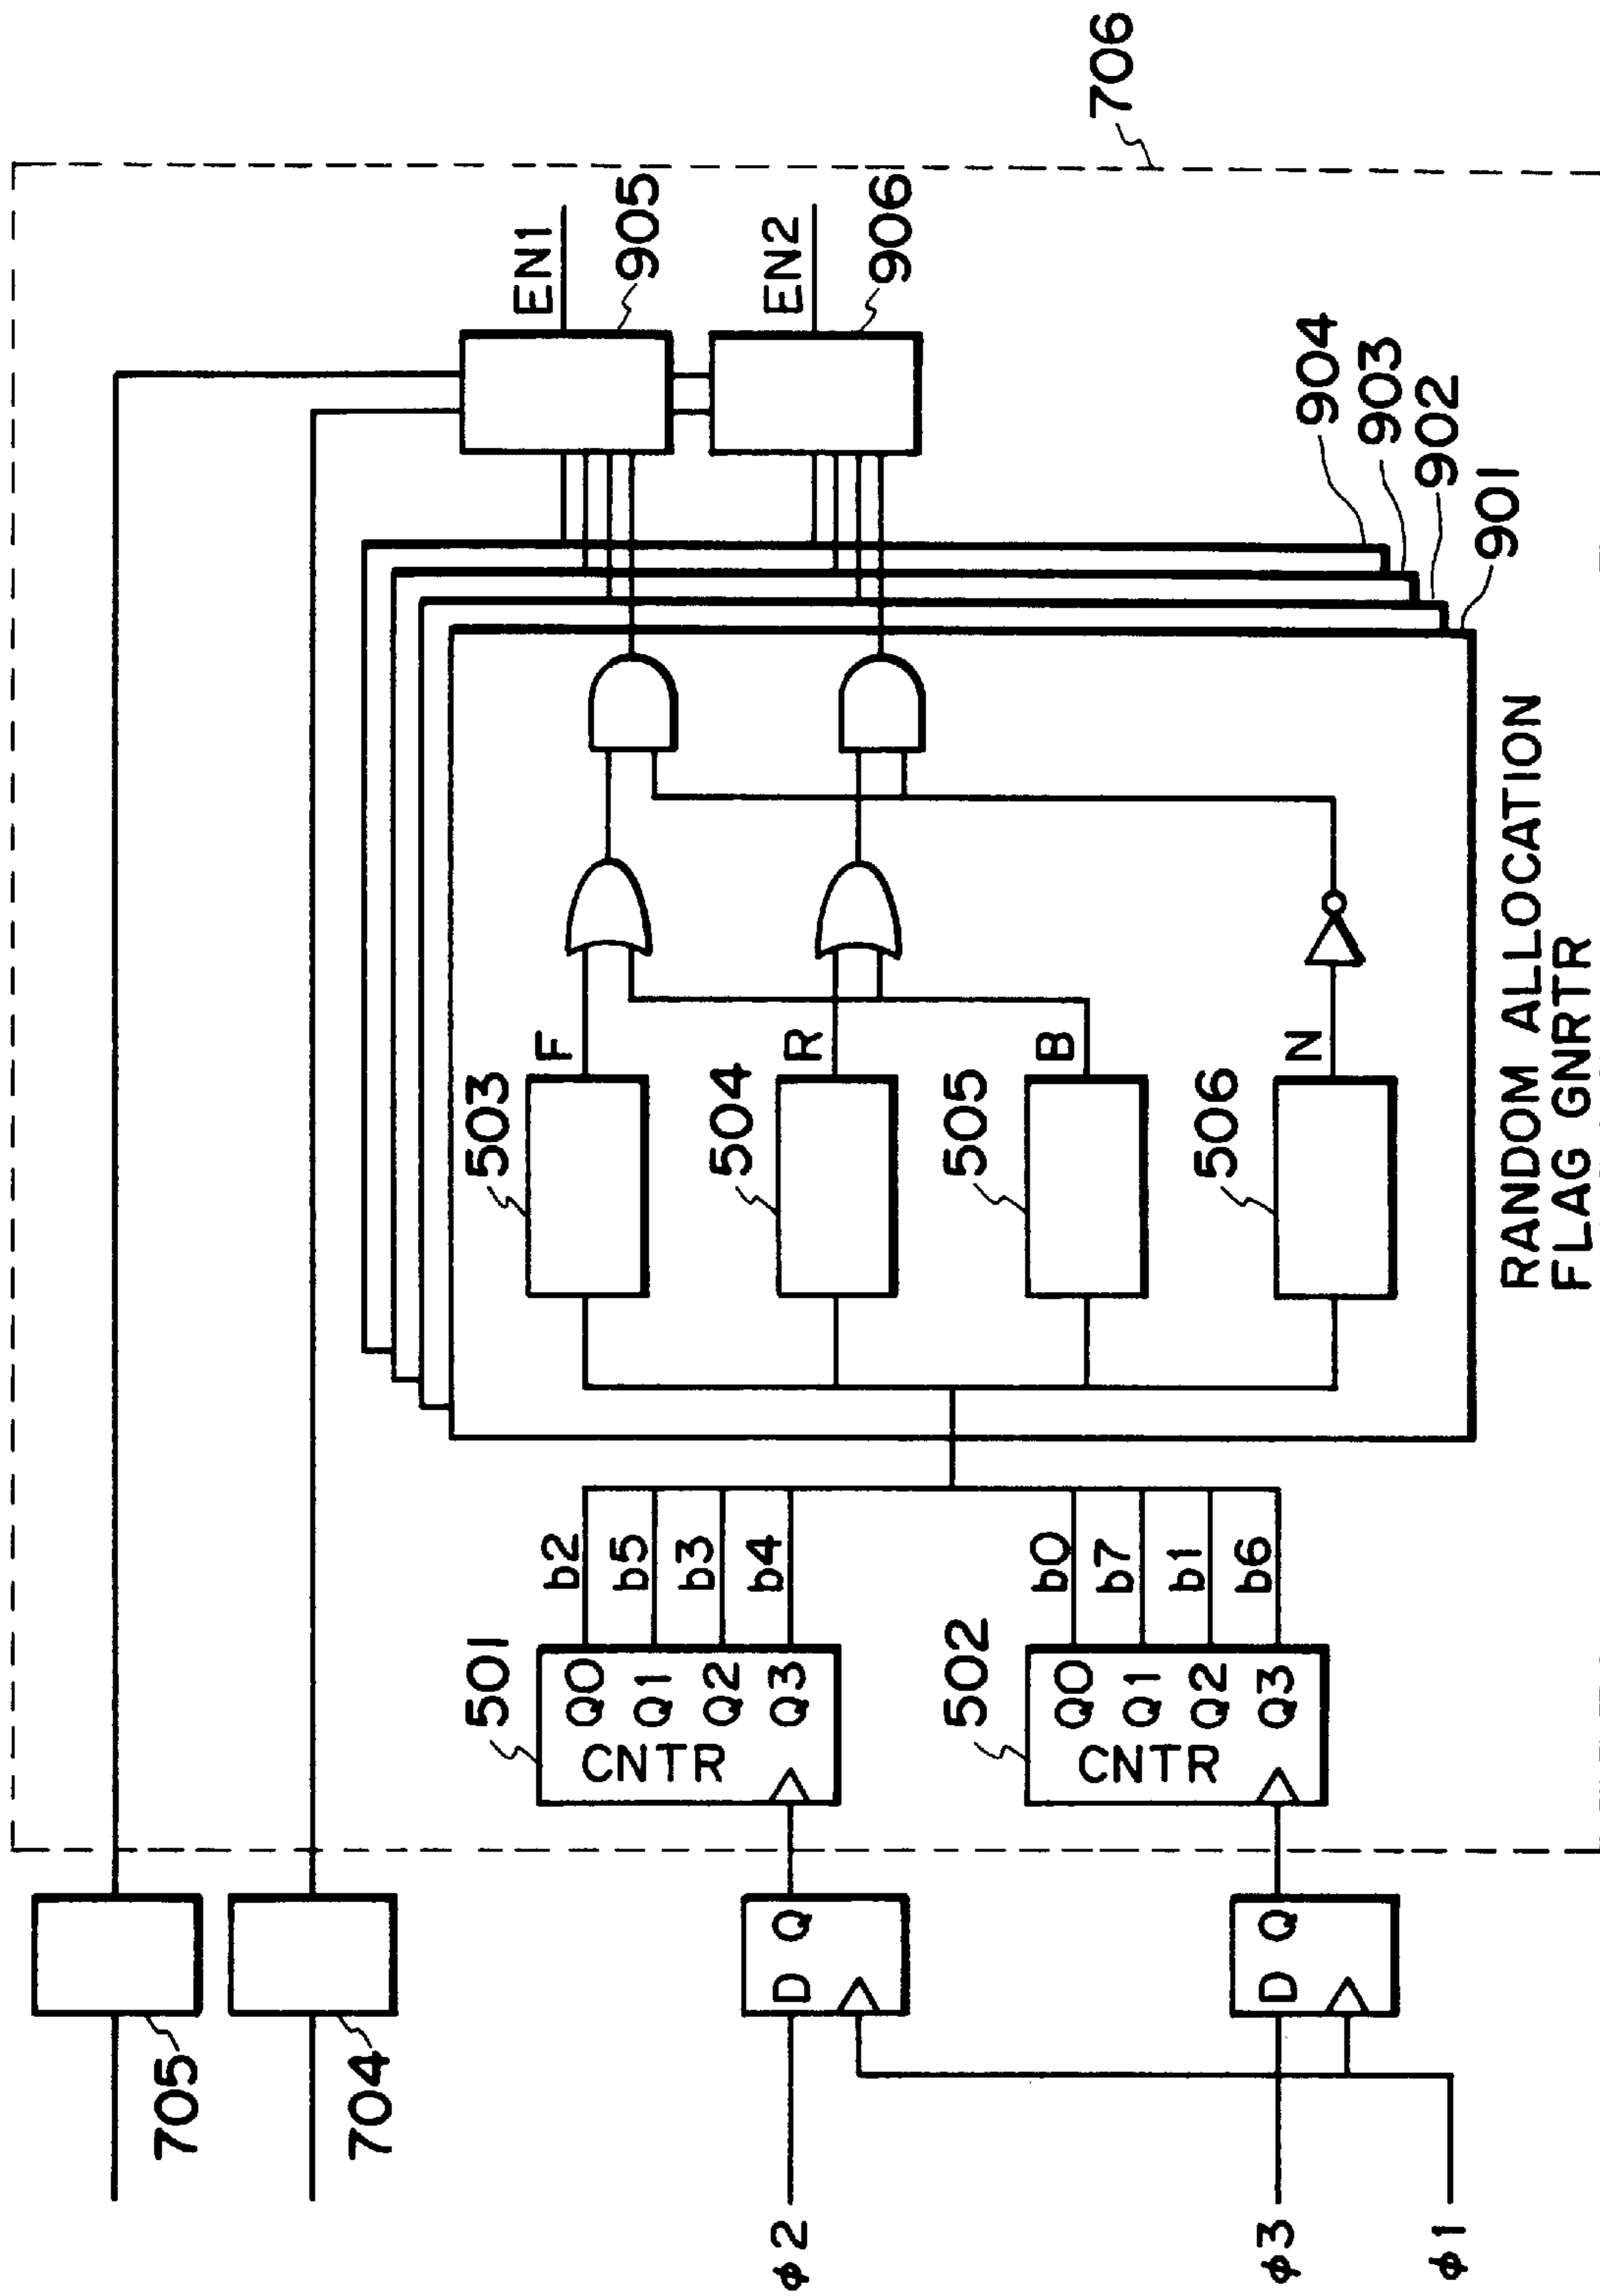 706
EN1
905
EN2
906
904
903
902
901
503
F
504
R
505
B
506
N
RANDOM ALLOCATION
FLAG GNRTR
b2
b5
b3
b4
b0
b7
b1
b6
501
Q0
Q1
Q2
Q3
CNTR
502
Q0
Q1
Q2
Q3
CNTR
D Q
D Q
705
704
φ2
φ3
φ1